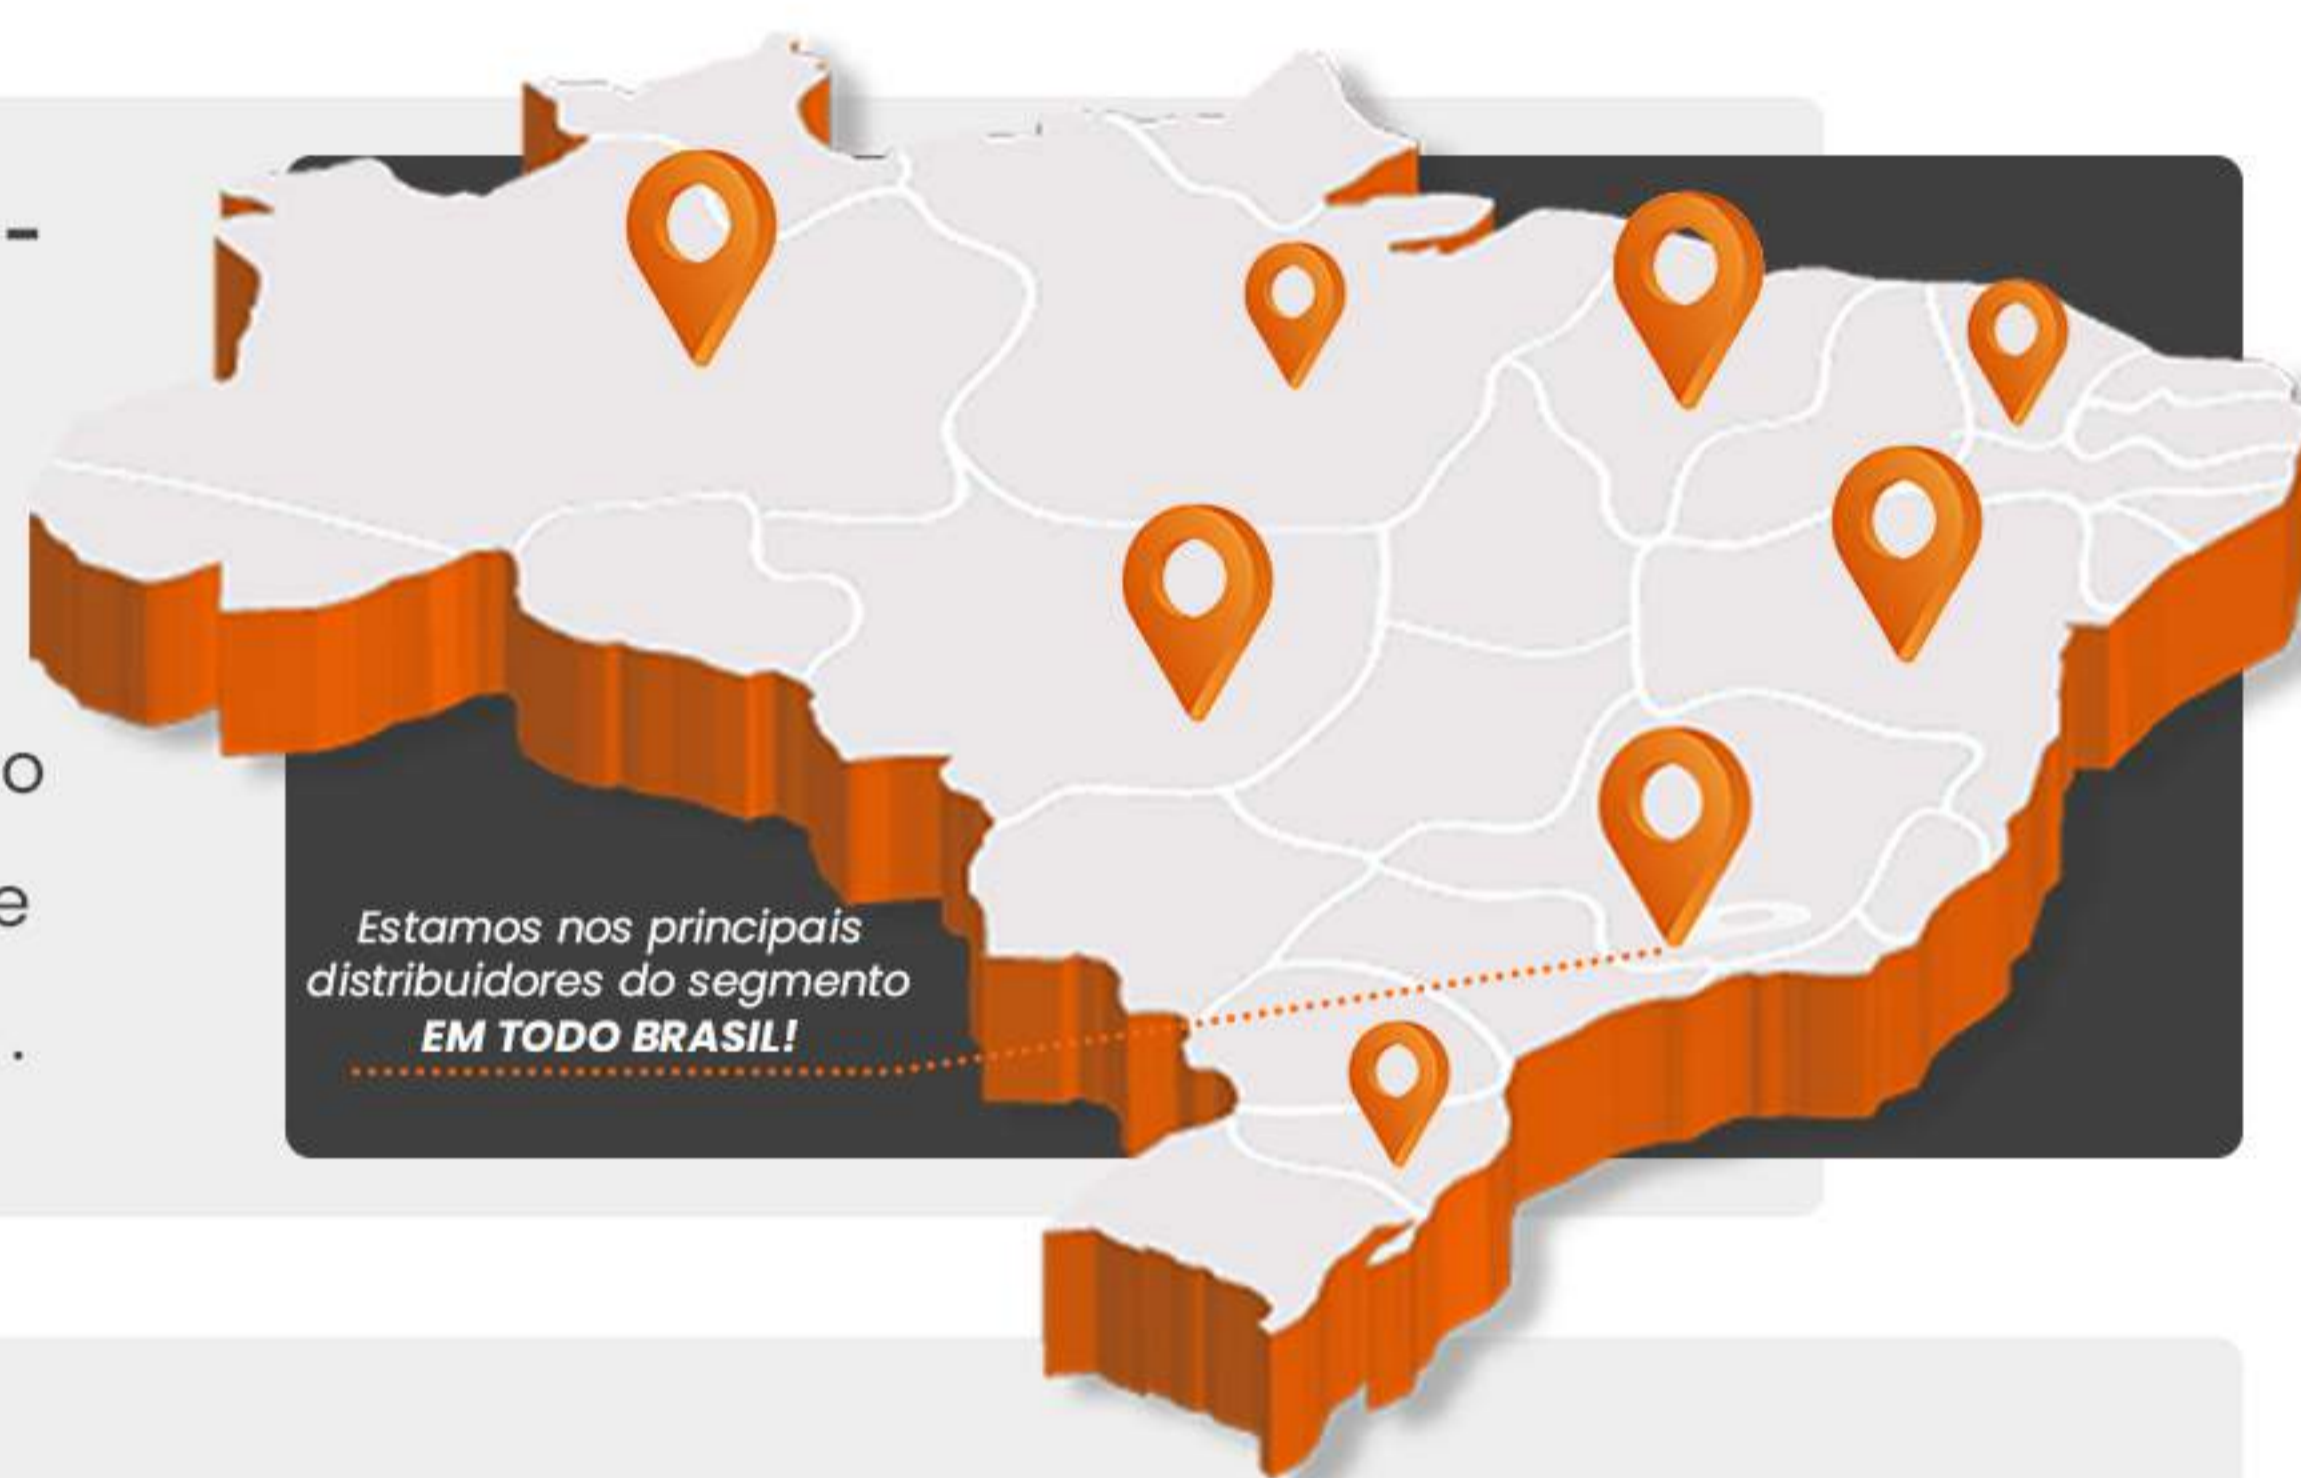 -
o
e
.
Estamos nos principais
distribuidores do segmento
EM TODO BRASIL!